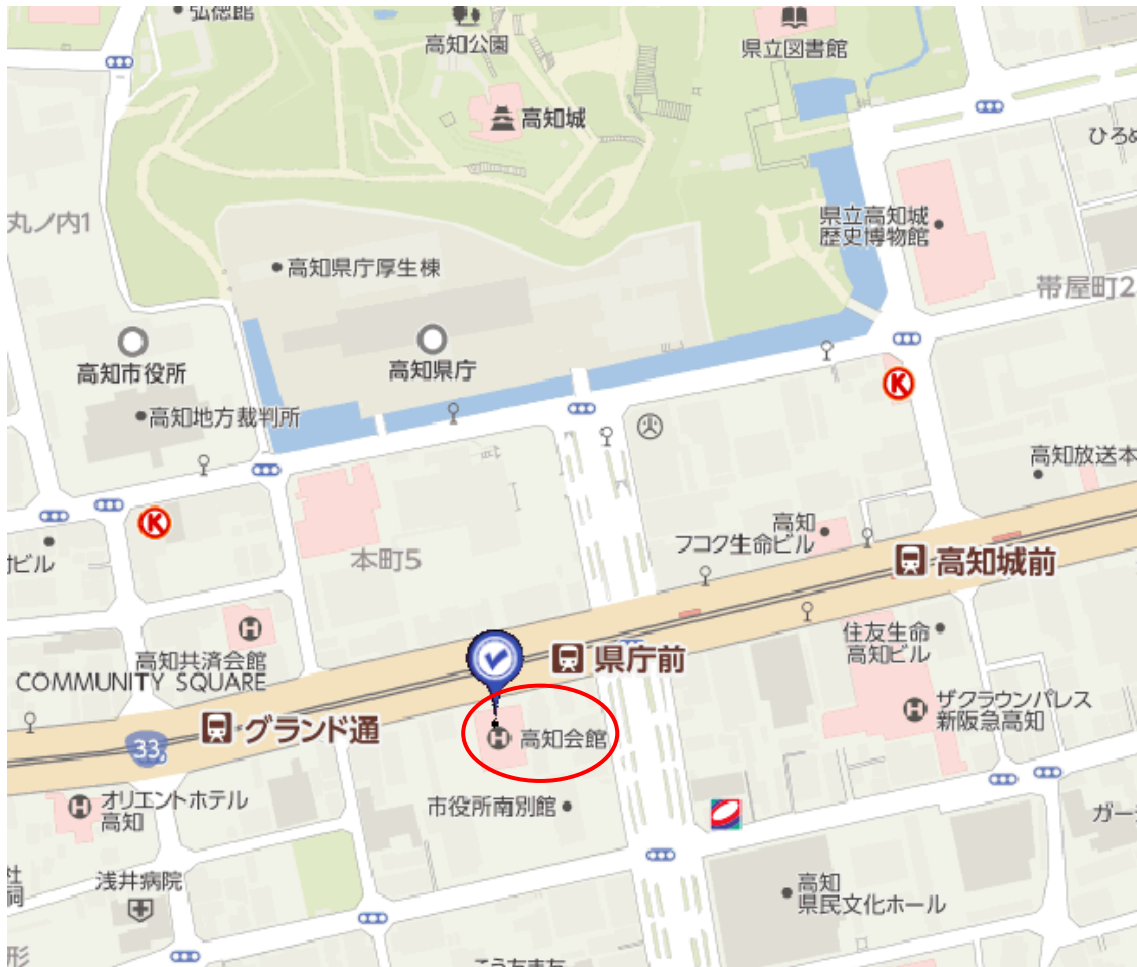 弘徳館
高知公園
県立図書館
高知城
ひろめ
丸ノ内1
県立高知城
歴史博物館
高知県庁厚生棟
帯屋町2
高知市役所
高知県庁
K
高知地方裁判所
高知放送本
K
高知
フコク生命ビル
ビル
本町5
高知城前
H
高知共済会館
COMMUNITY SQUARE
県庁前
住友生命
高知ビル
グランド通
33
H 高知会館
H ザクラウンパレス
新阪急高知
H オリエントホテル
高知
市役所南別館
ガー
社
浅井病院
高知
県民文化ホール
形